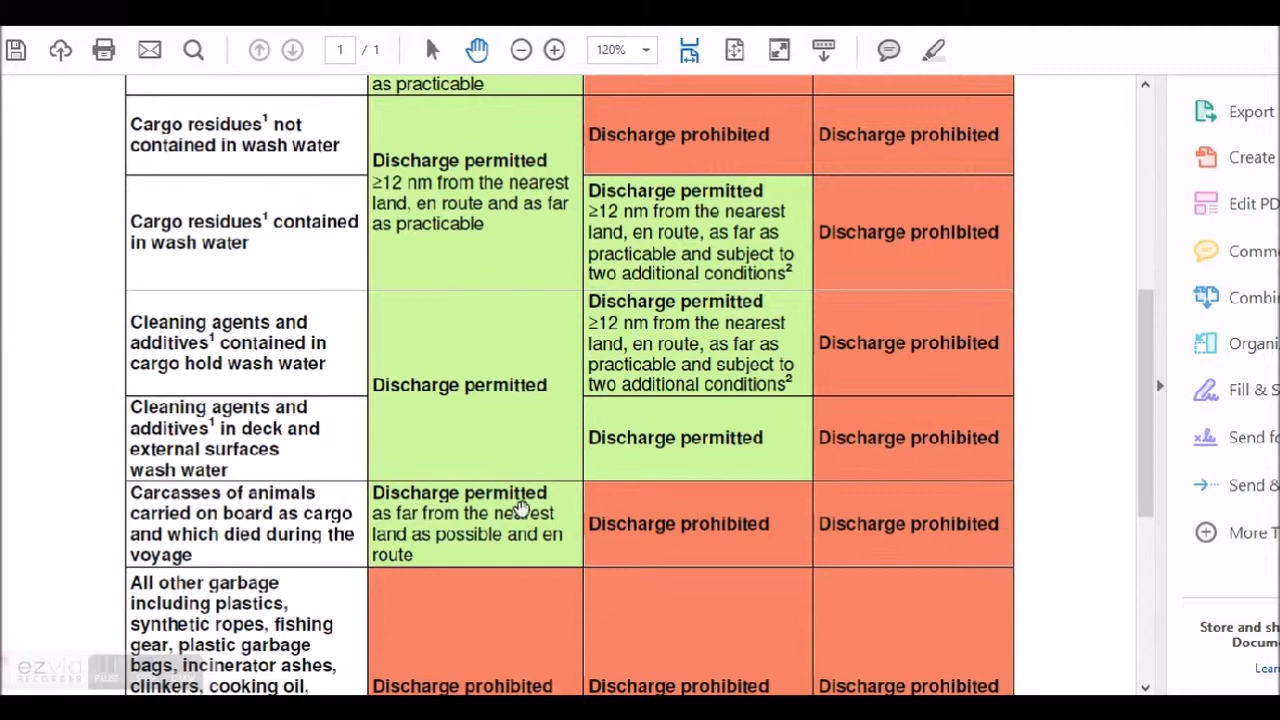 1 / 1
120%
as practicable
Cargo residues1 not
contained in wash water
Discharge permitted
≥12 nm from the nearest
land, en route and as far
as practicable
Discharge prohibited
Discharge prohibited
Cargo residues1 contained
in wash water
Discharge permitted
≥12 nm from the nearest
land, en route, as far as
practicable and subject to
two additional conditions2
Discharge prohibited
Cleaning agents and
additives1 contained in
cargo hold wash water
Discharge permitted
Discharge permitted
≥12 nm from the nearest
land, en route, as far as
practicable and subject to
two additional conditions2
Discharge prohibited
Cleaning agents and
additives1 in deck and
external surfaces
wash water
Discharge permitted
Discharge prohibited
Carcasses of animals
carried on board as cargo
and which died during the
voyage
Discharge permitted
as far from the nearest
land as possible and en
route
Discharge prohibited
Discharge prohibited
All other garbage
including plastics,
synthetic ropes, fishing
gear, plastic garbage
bags, incinerator ashes,
clinkers, cooking oil,
Discharge prohibited
Discharge prohibited
Discharge prohibited
Export
Create
Edit PD
Comme
Combin
Organi
Fill & S
Send fo
Send &
More T
Store and sh
Docum
Lear
ezvid
RECORDER
PAUSE